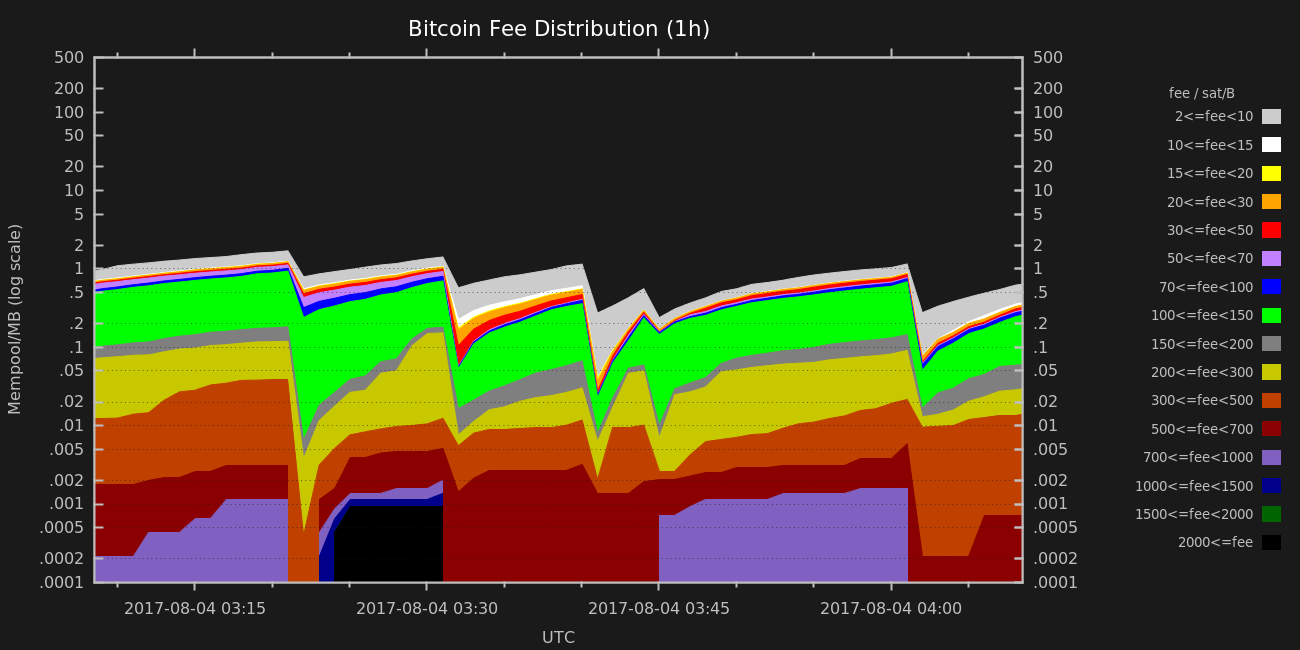 Bitcoin Fee Distribution (1h)
500 500
200 200
100 100
50 50
20 20
10 10
5 5
2 2
1 1
.5 .5
.2 .2
.1 .1
.05 .05
.02 .02
.01 .01
.005 .005
.002 .002
.001 .001
.0005 .0005
.0002 .0002
.0001 .0001
Mempool/MB (log scale)
2017-08-04 03:15 2017-08-04 03:30 2017-08-04 03:45 2017-08-04 04:00
UTC
fee / sat/B
2<=fee<10
10<=fee<15
15<=fee<20
20<=fee<30
30<=fee<50
50<=fee<70
70<=fee<100
100<=fee<150
150<=fee<200
200<=fee<300
300<=fee<500
500<=fee<700
700<=fee<1000
1000<=fee<1500
1500<=fee<2000
2000<=fee